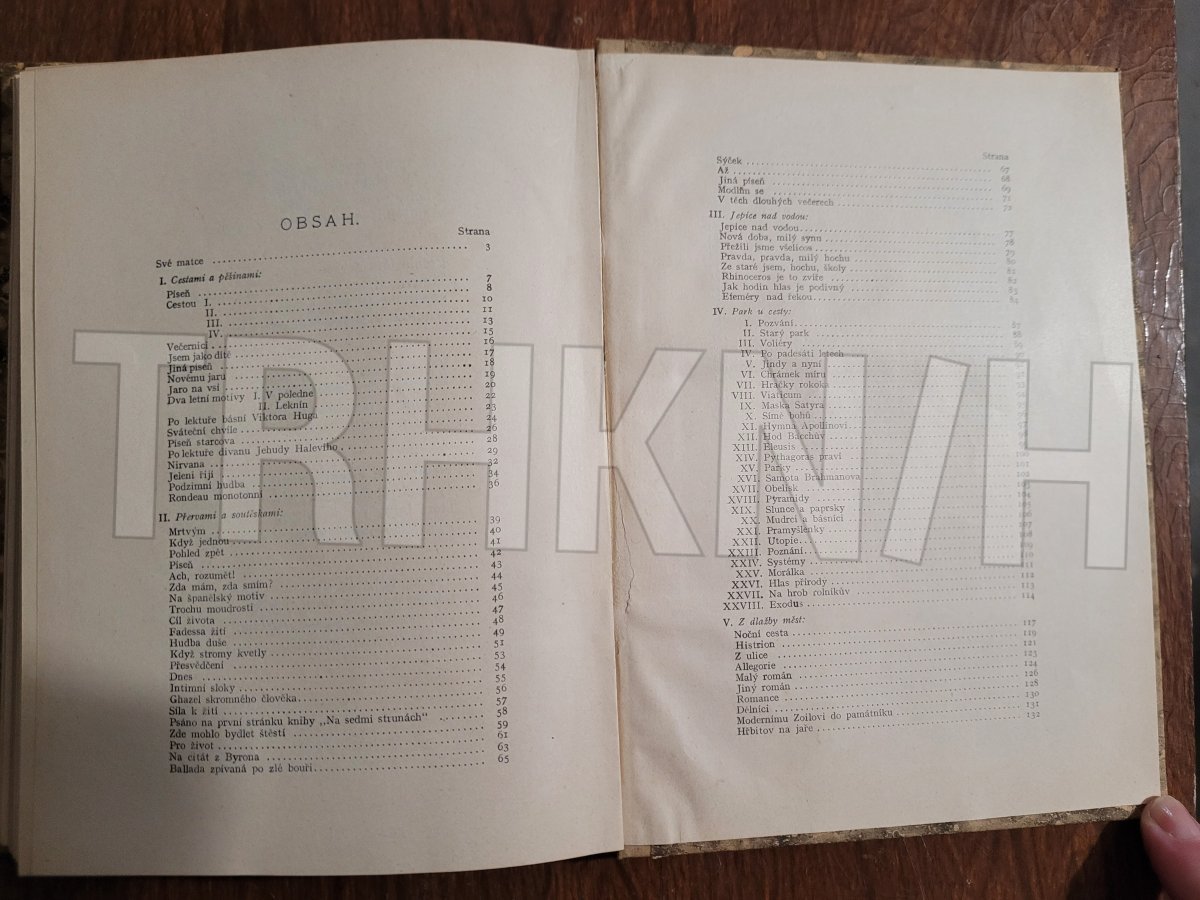 OBSAH.
Strana
Své matce 3
I. Cestami a pěšinami:
Píseň 7
Cestou I. 8
II. 10
III. 11
IV. 13
Večernici 15
Jsem jako dítě 16
Jiná píseň 17
Novému jaru 18
Jaro na vsi 19
Dva letní motivy I. V poledne 20
II. Leknín 22
Po lektuře básní Viktora Huga 23
Sváteční chvíle 24
Píseň starcova 26
Po lektuře divanu Jehudy Haleviho 28
Nirvana 29
Jeleni říjí 32
Podzimní hudba 34
Rondeau monotonní 36
II. Přervami a soutěskami:
Mrtvým 39
Když jednou 40
Pohled zpět 41
Píseň 42
Ach, rozumět! 43
Zda mám, zda smím? 44
Na španělský motiv 45
Trochu moudrosti 46
Cíl života 47
Fadessa žití 48
Hudba duše 49
Když stromy kvetly 51
Přesvědčení 53
Dnes 54
Intimní sloky 55
Ghazel skromného člověka 56
Síla k žití 57
Psáno na první stránku knihy „Na sedmi strunách“ 58
Zde mohlo bydlet štěstí 59
Pro život 61
Na citát z Byrona 63
Ballada zpívaná po zlé bouři 65
Strana
Sýček 67
Až 68
Jiná píseň 69
Modlím se 71
V těch dlouhých večerech 72
III. Jepice nad vodou:
Jepice nad vodou 77
Nová doba, milý synu 78
Přežili jsme všelicos 79
Pravda, pravda, milý hochu 80
Ze staré jsem, hochu, školy 81
Rhinoceros je to zvíře 82
Jak hodin hlas je podivný 83
Efeméry nad řekou 84
IV. Park u cesty:
I. Pozvání 87
II. Starý park 88
III. Voliéry
IV. Po padesáti letech
V. Jindy a nyní
VI. Chrámek míru
VII. Hračky rokoka
VIII. Viaticum
IX. Maska Satyra
X. Símě bohů
XI. Hymna Apollinovi
XII. Hod Bacchův
XIII. Eleusis
XIV. Pythagoras praví
XV. Parky
XVI. Samota Brahmanova
XVII. Obelisk
XVIII. Pyramidy
XIX. Slunce a paprsky
XX. Mudrci a básníci
XXI. Pramyšlenky
XXII. Utopie
XXIII. Poznání
XXIV. Systémy 110
XXV. Morálka 111
XXVI. Hlas přírody 112
XXVII. Na hrob rolníkův 113
XXVIII. Exodus 114
V. Z dlažby měst:
Noční cesta 117
Histrion 119
Z ulice 121
Allegorie 123
Malý román 124
Jiný román 126
Romance 128
Dělníci 130
Modernímu Zoilovi do památníku 131
Hřbitov na jaře 132
TRHKNIH